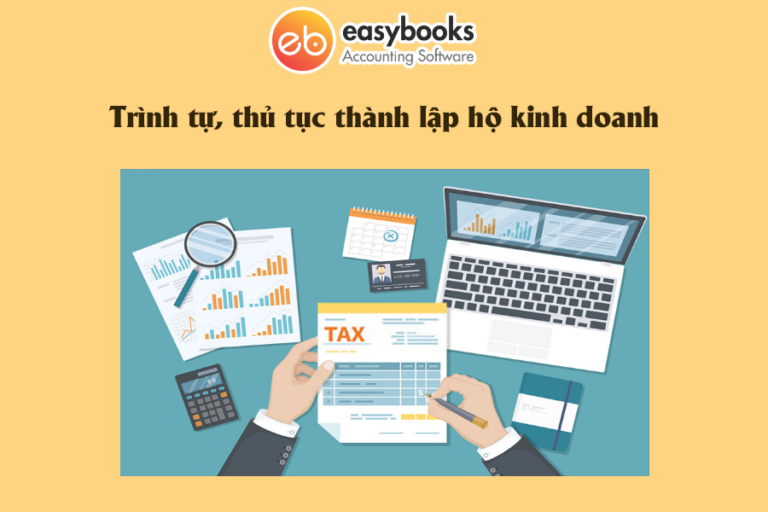 eb easybooks
Accounting Software
Trình tự, thủ tục thành lập hộ kinh doanh
TAX